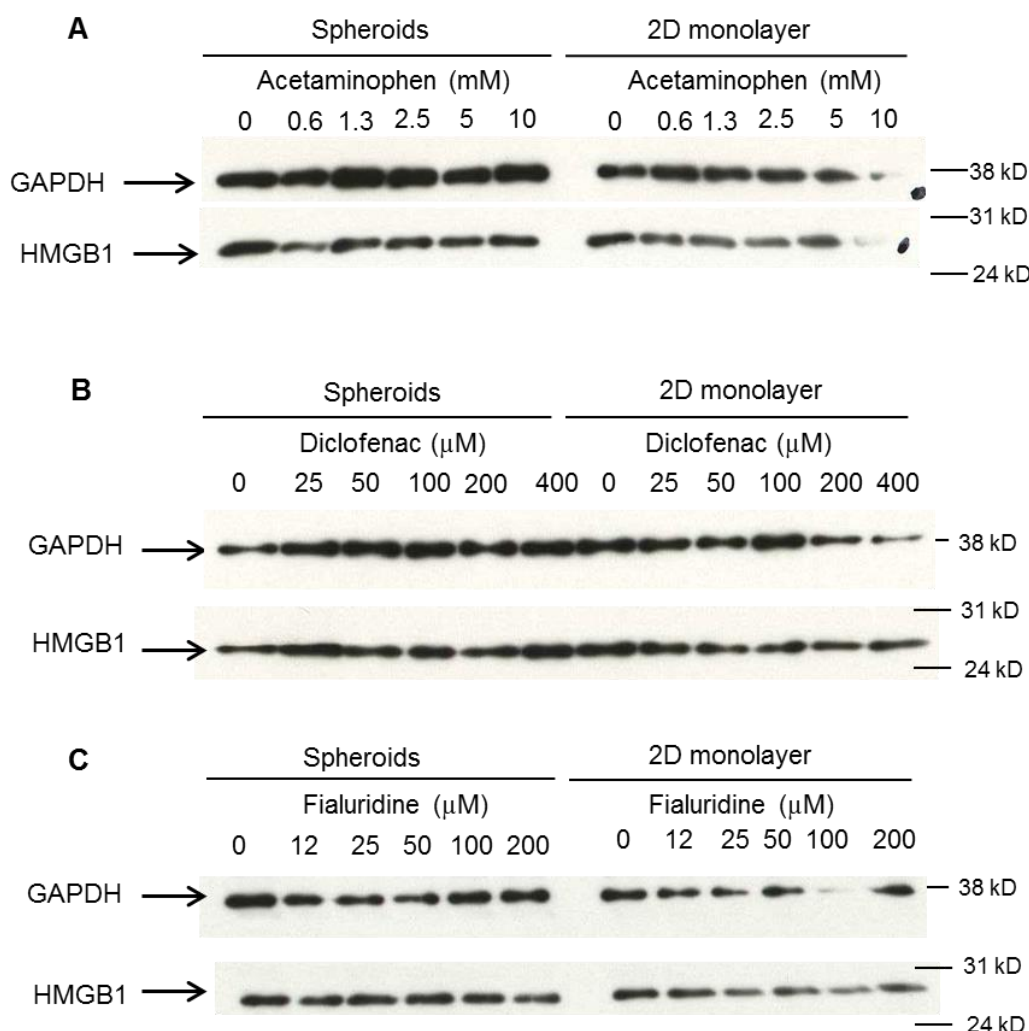 A
Spheroids 2D monolayer
Acetaminophen (mM) Acetaminophen (mM)
0 0.6 1.3 2.5 5 10 0 0.6 1.3 2.5 5 10
GAPDH 38 kD
31 kD
HMGB1
24 kD
B
Spheroids 2D monolayer
Diclofenac (μM) Diclofenac (μM)
0 25 50 100 200 400 0 25 50 100 200 400
GAPDH 38 kD
31 kD
HMGB1
24 kD
C
Spheroids 2D monolayer
Fialuridine (μM) Fialuridine (μM)
0 12 25 50 100 200 0 12 25 50 100 200
GAPDH 38 kD
31 kD
HMGB1
24 kD